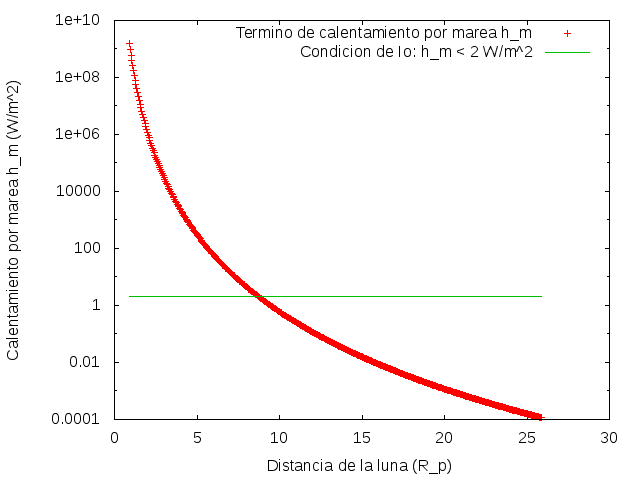 1e+10
Termino de calentamiento por marea h_m
Condicion de Io: h_m < 2 W/m^2
1e+08
1e+06
10000
100
1
0.01
0.0001
Calentamiento por marea h_m (W/m^2)
0 5 10 15 20 25 30
Distancia de la luna (R_p)